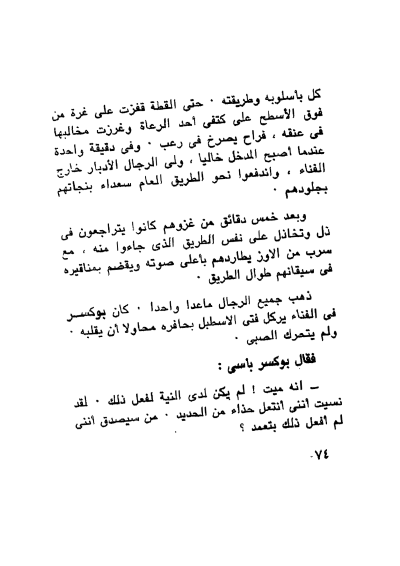 كل بأسلوبه وطريقته ٠ حتى القطة قفزت على غرة من
فوق الأسطح على كتفى أحد الرعاة وغرزت مخالبها
فى عنقه ، فراح يصرخ فى رعب ٠ وفى دقيقة واحدة
عندما أصبح المدخل خاليا ، ولى الرجال الأدبار خارج
الفناء ، واندفعوا نحو الطريق العام سعداء بنجاتهم
بجلودهم ٠
وبعد خمس دقائق من غزوهم كانوا يتراجعون فى
ذل وتخاذل على نفس الطريق الذى جاءوا منه ، مع
سرب من الاوز يطاردهم بأعلى صوته ويقضم بمناقيره
فى سيقانهم طوال الطريق ٠
ذهب جميع الرجال ماعدا واحدا ٠ كان بوكسر
فى الفناء يركل فتى الاسطبل بحافره محاولا أن يقلبه ٠
ولم يتحرك الصبى ٠
فقال بوكسر بأسى :
– انه ميت ! لم يكن لدى النية لفعل ذلك ٠ لقد
نسيت أننى أنتعل حذاء من الحديد ٠ من سيصدق أننى
لم أفعل ذلك بتعمد ؟
٧٤